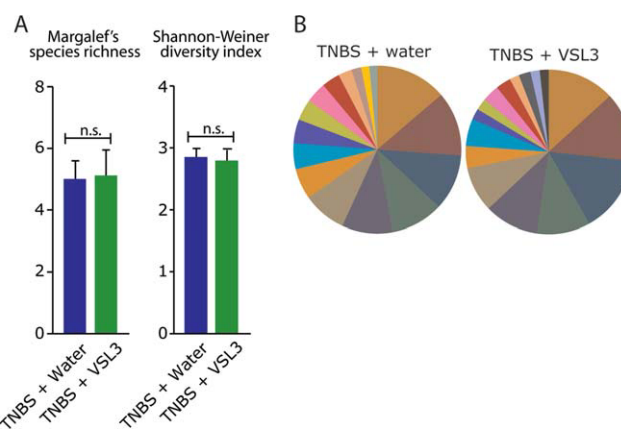 A
Margalef's
species richness
8
6
4
2
0
n.s.
TNBS + Water
TNBS + VSL3
Shannon-Weiner
diversity index
4
3
2
1
0
n.s.
TNBS + Water
TNBS + VSL3
B
TNBS + water
TNBS + VSL3